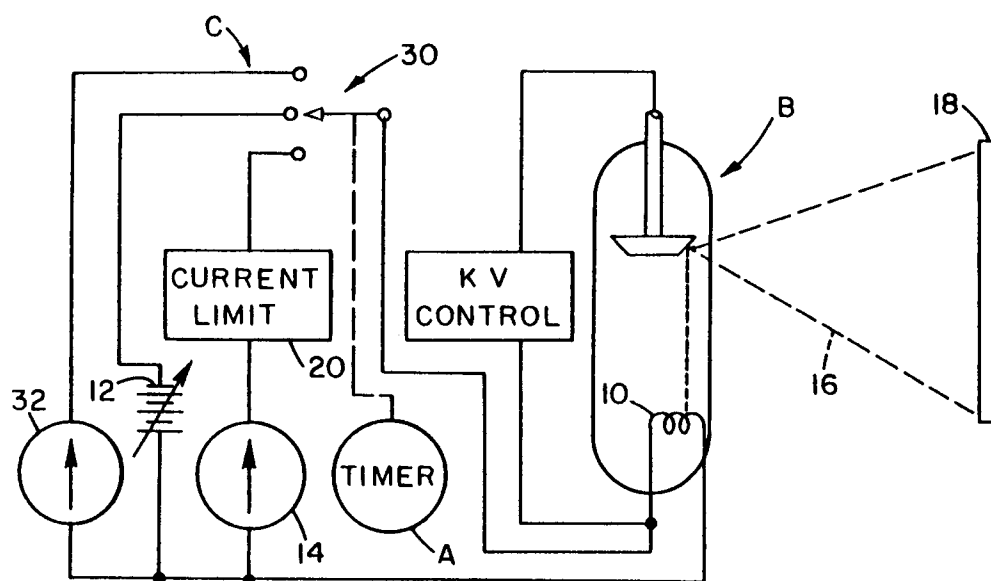 C
30
B
18
CURRENT
LIMIT
K V
CONTROL
12
20
10
16
32
TIMER
14
A